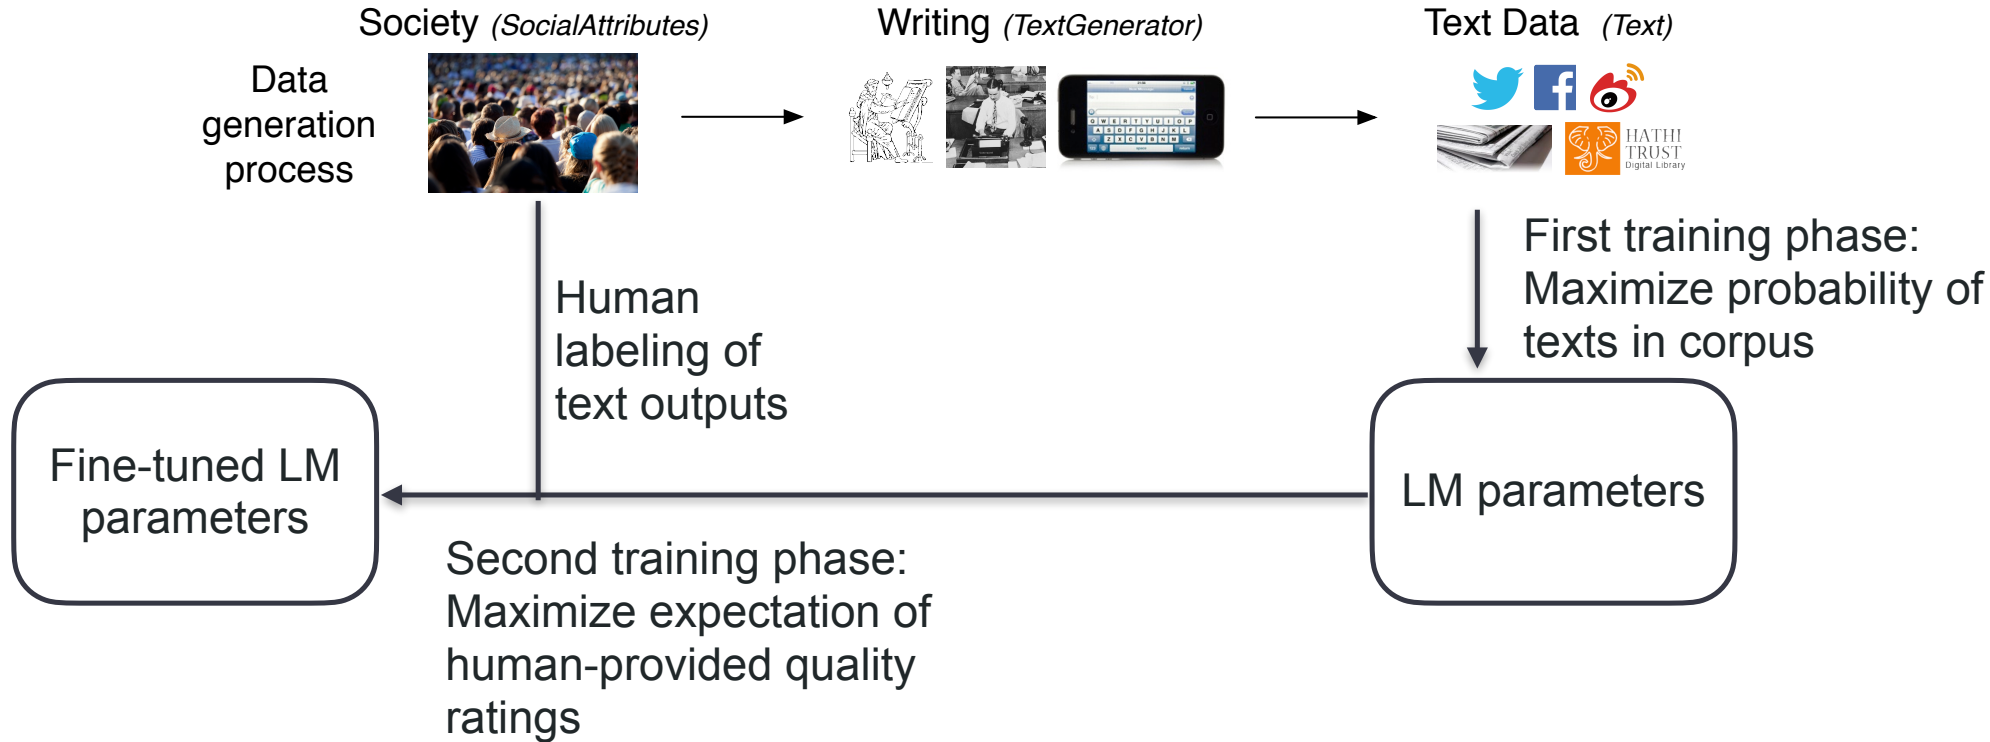 Society (SocialAttributes)
Writing (TextGenerator)
Text Data (Text)
Data
generation
process
HATHI
TRUST
Digital Library
Q W E R T Y U I O P
A S D F G H J K L
Z X C V B N M
First training phase:
Maximize probability of
texts in corpus
Human
labeling of
text outputs
Fine-tuned LM
parameters
LM parameters
Second training phase:
Maximize expectation of
human-provided quality
ratings